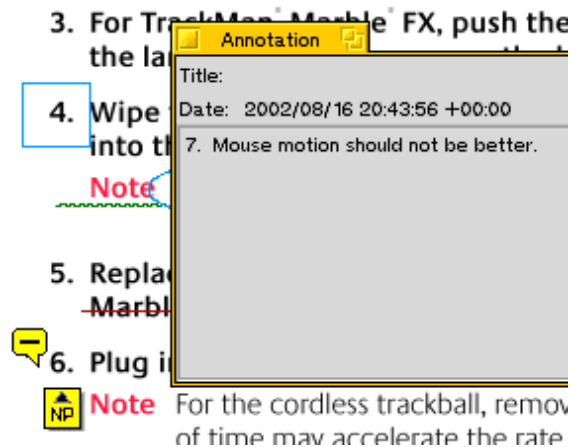 3. For TrackMan Marble FX, push the
the la
Annotation
Title:
Date: 2002/08/16 20:43:56 +00:00
7. Mouse motion should not be better.
4. Wipe
into th
Note
5. Repla
Marbl
6. Plug i
NP
Note For the cordless trackball, remov
of time may accelerate the rate